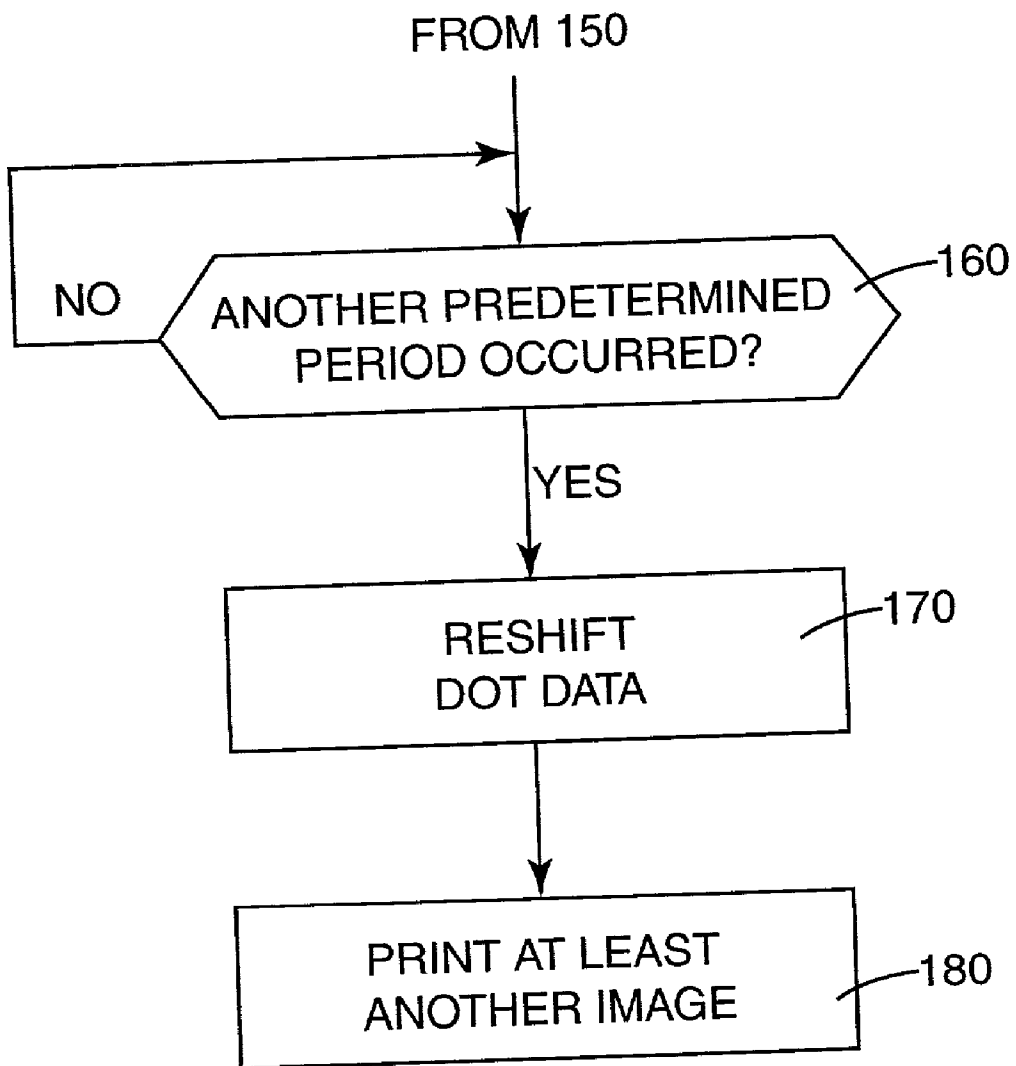 FROM 150
NO
ANOTHER PREDETERMINED
PERIOD OCCURRED?
160
YES
RESHIFT
DOT DATA
170
PRINT AT LEAST
ANOTHER IMAGE
180